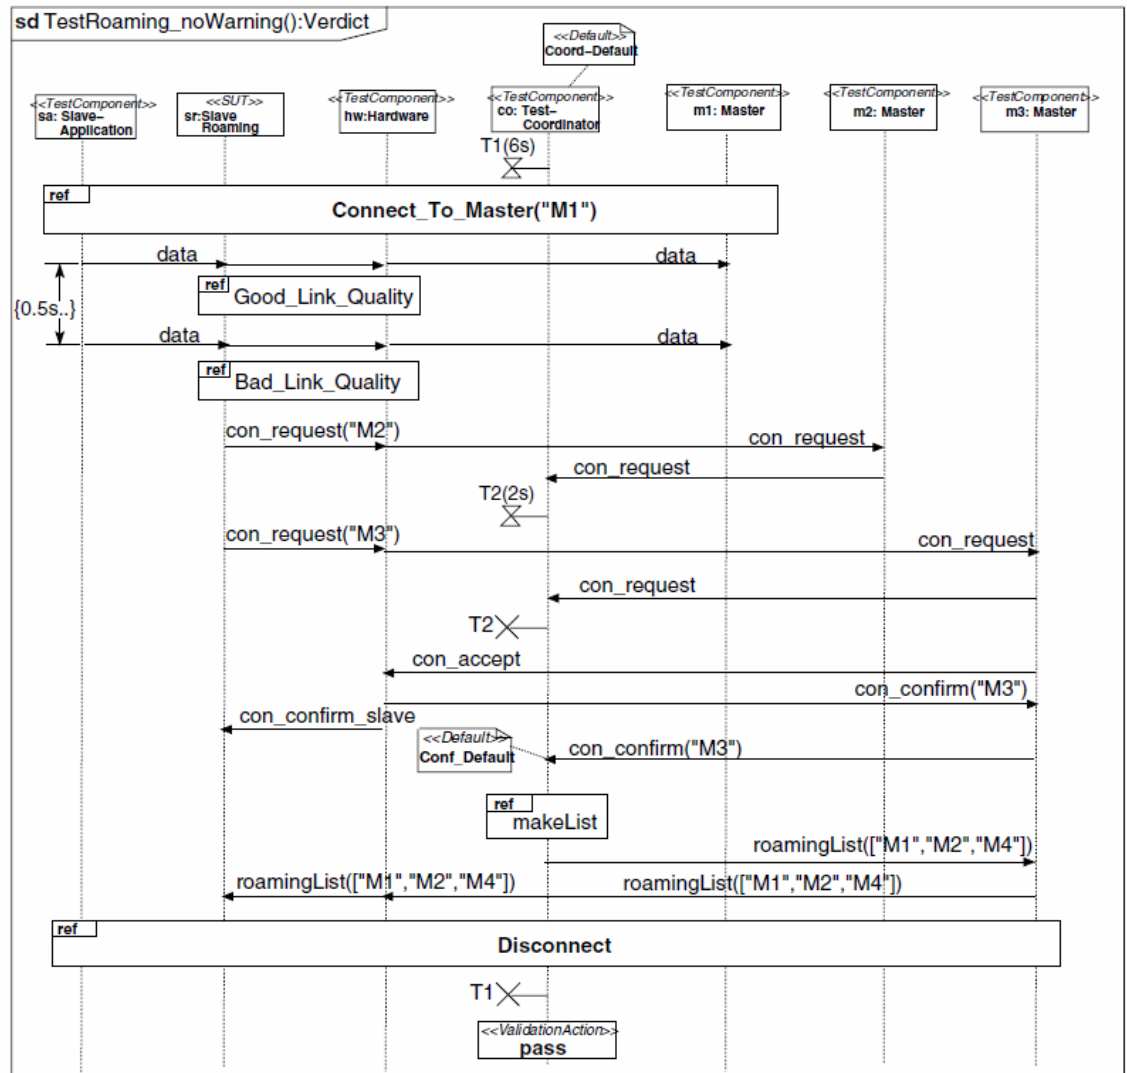 sd TestRoaming_noWarning():Verdict
<<Default>>
Coord-Default
<<TestComponent>>
sa: Slave-
Application
<<SUT>>
sr:Slave
Roaming
<<TestComponent>>
hw:Hardware
<<TestComponent>>
co: Test-
Coordinator
<<TestComponent>>
m1: Master
<<TestComponent>>
m2: Master
<<TestComponent>>
m3: Master
T1(6s)
ref
Connect_To_Master("M1")
data
data
ref
Good_Link_Quality
{0.5s..}
data
data
ref
Bad_Link_Quality
con_request("M2")
con_request
con_request
T2(2s)
con_request("M3")
con_request
con_request
T2
con_accept
con_confirm("M3")
con_confirm_slave
<<Default>>
Conf_Default
con_confirm("M3")
ref
makeList
roamingList(["M1","M2","M4"])
roamingList(["M1","M2","M4"])
roamingList(["M1","M2","M4"])
ref
Disconnect
T1
<<ValidationAction>>
pass